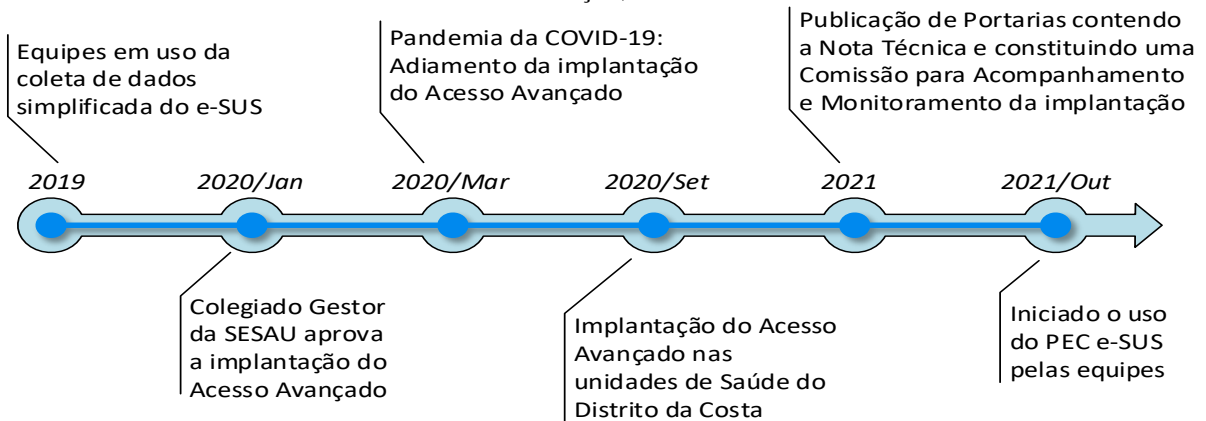 Equipes em uso da
coleta de dados
simplificada do e-SUS
Pandemia da COVID-19:
Adiamento da implantação
do Acesso Avançado
Publicação de Portarias contendo
a Nota Técnica e constituindo uma
Comissão para Acompanhamento
e Monitoramento da implantação
2019
2020/Jan
2020/Mar
2020/Set
2021
2021/Out
Colegiado Gestor
da SESAU aprova
a implantação do
Acesso Avançado
Implantação do Acesso
Avançado nas
unidades de Saúde do
Distrito da Costa
Iniciado o uso
do PEC e-SUS
pelas equipes